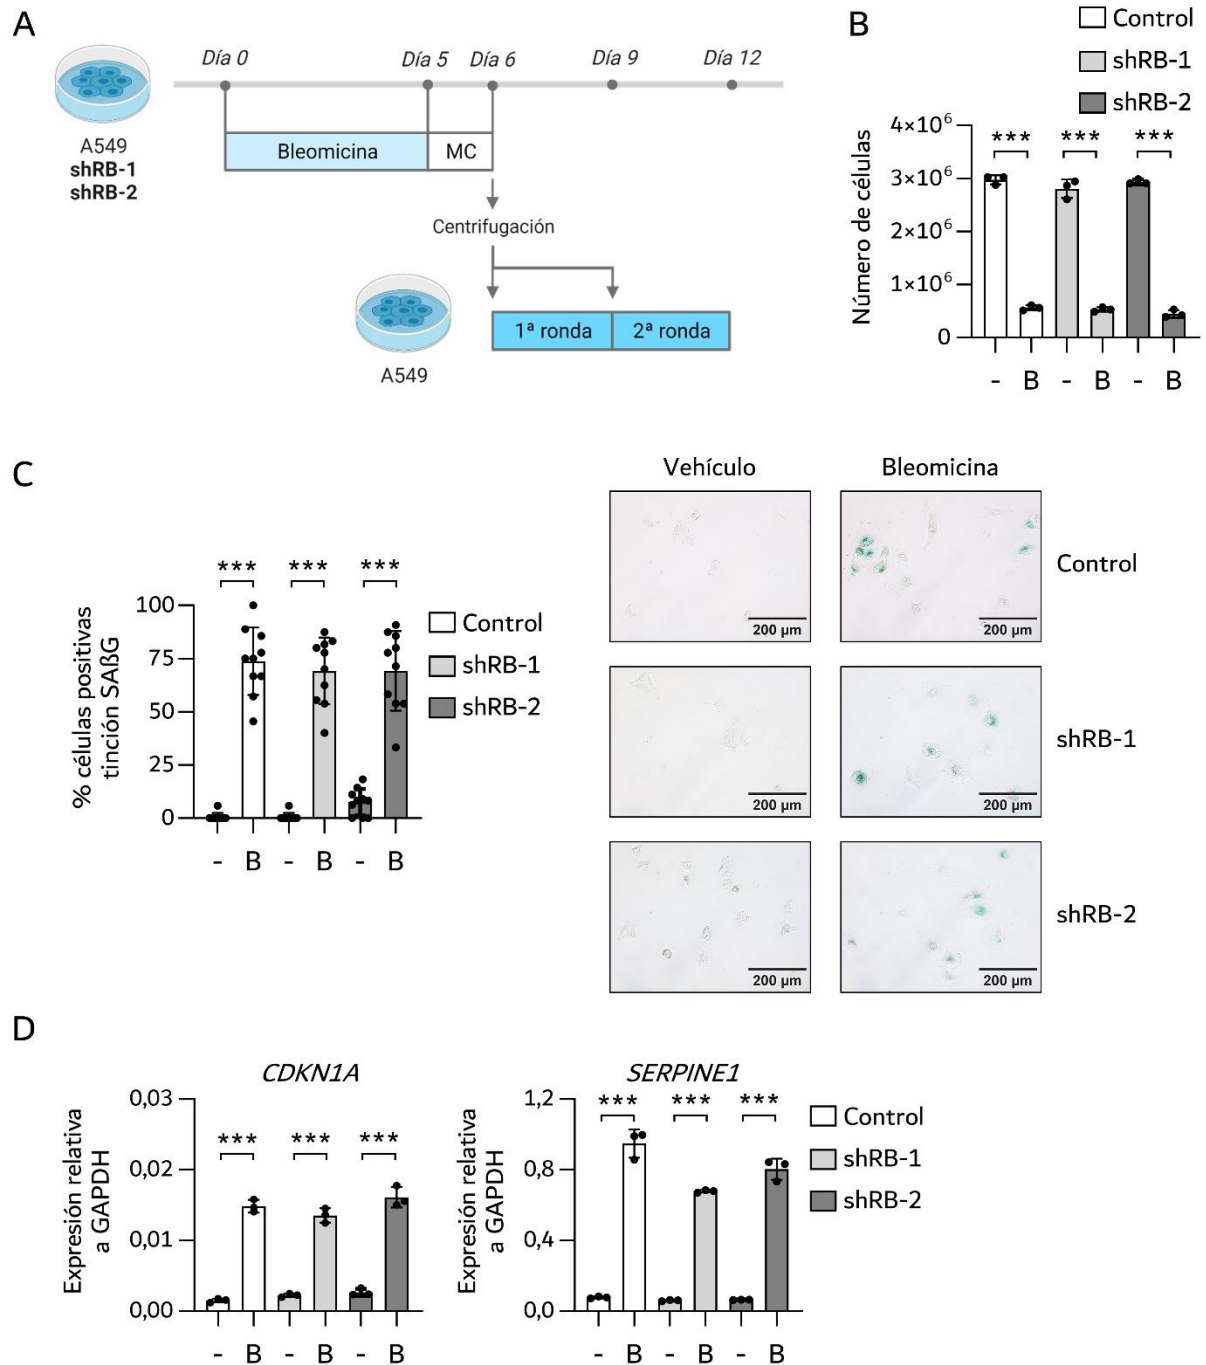 A
Día 0
Día 5
Día 6
Día 9
Día 12
A549
shRB-1
shRB-2
Bleomicina
MC
Centrifugación
1ª ronda
2ª ronda
A549
B
Control
shRB-1
shRB-2
Número de células
4×10⁶
3×10⁶
2×10⁶
1×10⁶
0
*** *** ***
- B - B - B
C
% células positivas
tinción SAßG
100
75
50
25
0
*** *** ***
- B - B - B
Control
shRB-1
shRB-2
Vehículo
Bleomicina
200 µm
200 µm
Control
200 µm
200 µm
shRB-1
200 µm
200 µm
shRB-2
D
CDKN1A
Expresión relativa
a GAPDH
0,03
0,02
0,01
0,00
*** *** ***
- B - B - B
SERPINE1
Expresión relativa
a GAPDH
1,2
0,8
0,4
0,0
*** *** ***
- B - B - B
Control
shRB-1
shRB-2